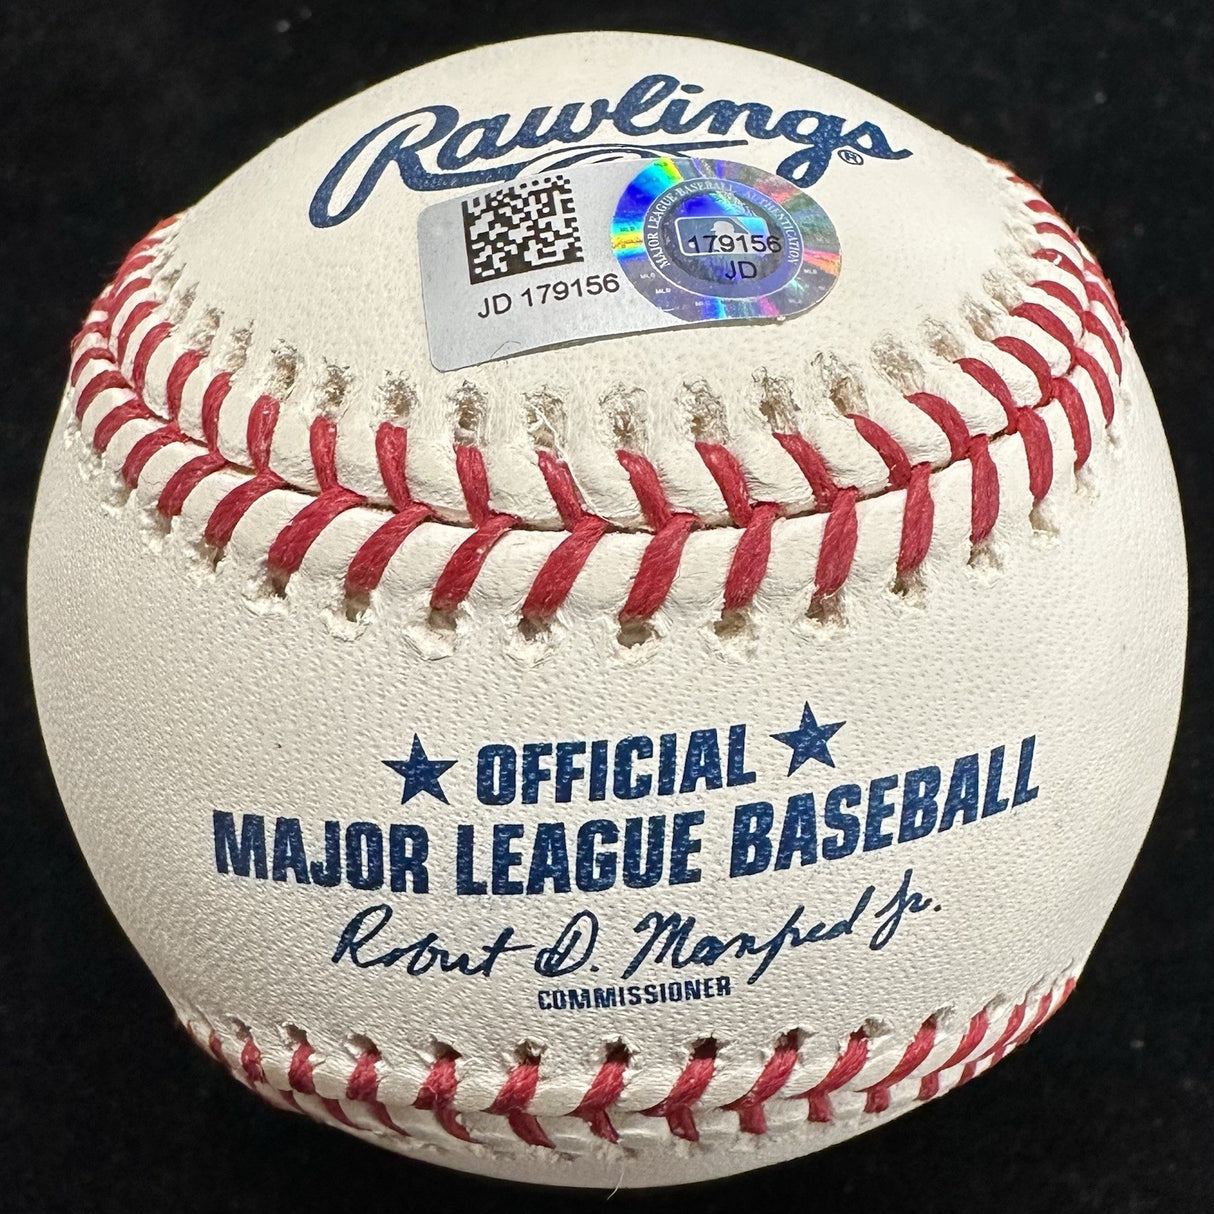 Rawlings®
JD 179156
MAJOR LEAGUE BASEBALL AUTHENTICATION
179156
JD
★ OFFICIAL ★
MAJOR LEAGUE BASEBALL
Robert D. Manfred Jr.
COMMISSIONER